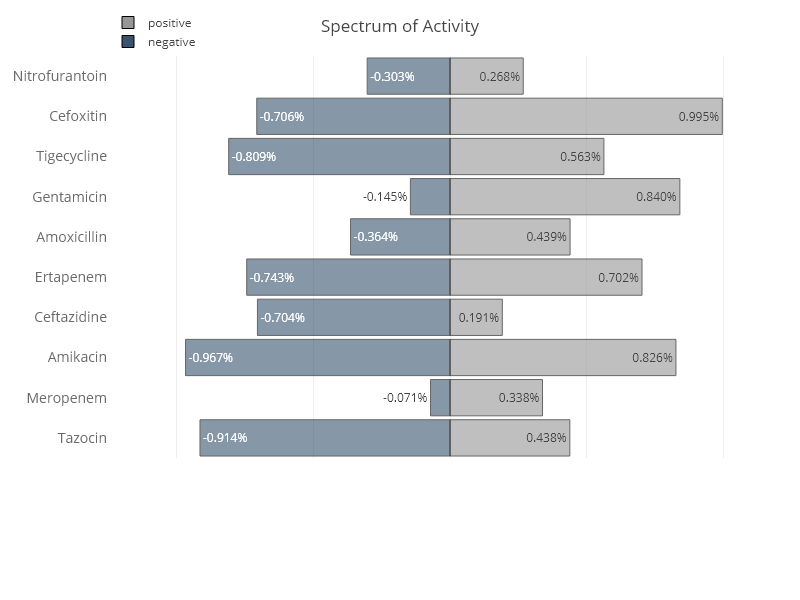 Spectrum of Activity
positive
negative
Nitrofurantoin -0.303% 0.268%
Cefoxitin -0.706% 0.995%
Tigecycline -0.809% 0.563%
Gentamicin -0.145% 0.840%
Amoxicillin -0.364% 0.439%
Ertapenem -0.743% 0.702%
Ceftazidine -0.704% 0.191%
Amikacin -0.967% 0.826%
Meropenem -0.071% 0.338%
Tazocin -0.914% 0.438%